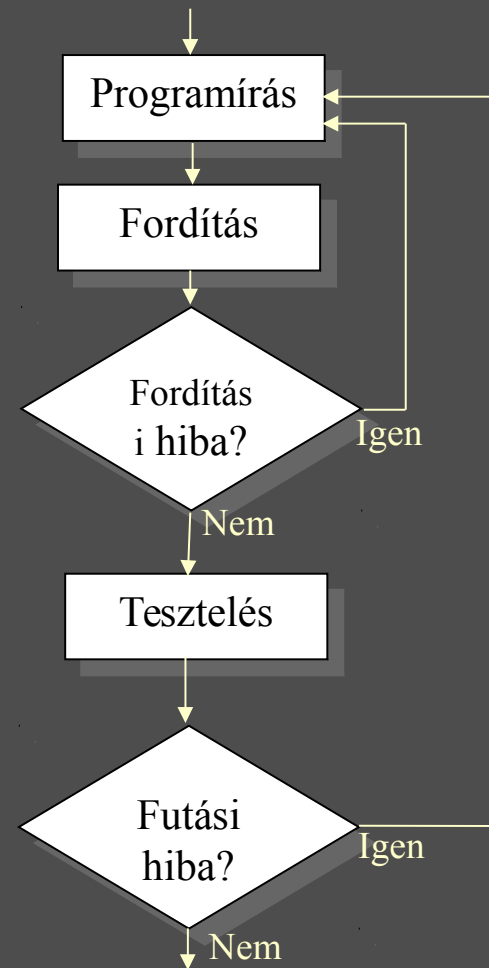 Programírás
Fordítás
Fordítás
i hiba?
Igen
Nem
Tesztelés
Futási
hiba?
Igen
Nem